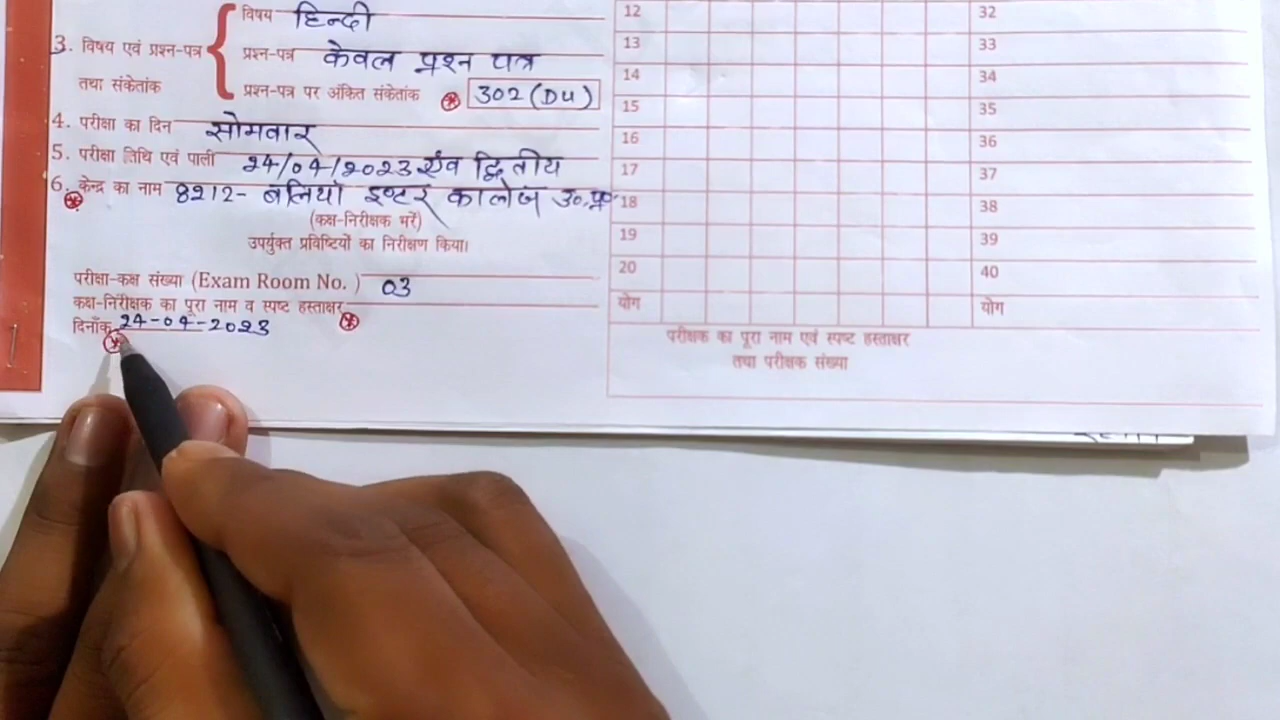 विषय हिन्दी
3. विषय एवं प्रश्न-पत्र
प्रश्न-पत्र केवल प्रश्न पत्र
तथा संकेतांक
प्रश्न-पत्र पर अंकित संकेतांक 302 (DU)
4. परीक्षा का दिन सोमवार
5. परीक्षा तिथि एवं पाली 24/04/2023 एंव द्वितीय
6. केन्द्र का नाम 8212- बलिया इण्टर कालेज उ०.प्र०
(कक्ष-निरीक्षक भरें)
उपर्युक्त प्रविष्टियों का निरीक्षण किया।
परीक्षा-कक्ष संख्या (Exam Room No. ) 03
कक्ष-निरीक्षक का पूरा नाम व स्पष्ट हस्ताक्षर
दिनाँक 24-04-2023
12 32
13 33
14 34
15 35
16 36
17 37
18 38
19 39
20 40
योग योग
परीक्षक का पूरा नाम एवं स्पष्ट हस्ताक्षर
तथा परीक्षक संख्या